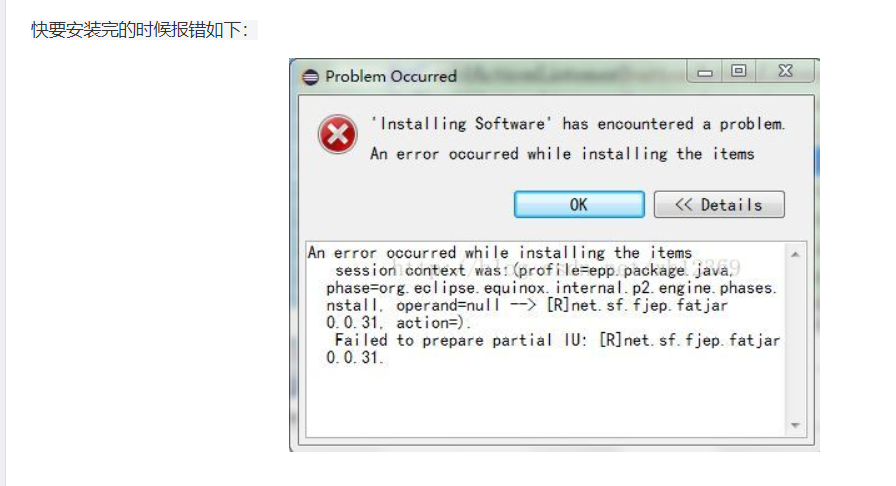 快要安装完的时候报错如下：
Problem Occurred
'Installing Software' has encountered a problem.
An error occurred while installing the items
OK
<< Details
An error occurred while installing the items
session context was:(profile=epp.package.java,
phase=org.eclipse.equinox.internal.p2.engine.phases.
nstall, operand=null --> [R]net.sf.fjep.fatjar
0.0.31, action=).
Failed to prepare partial IU: [R]net.sf.fjep.fatjar
0.0.31.